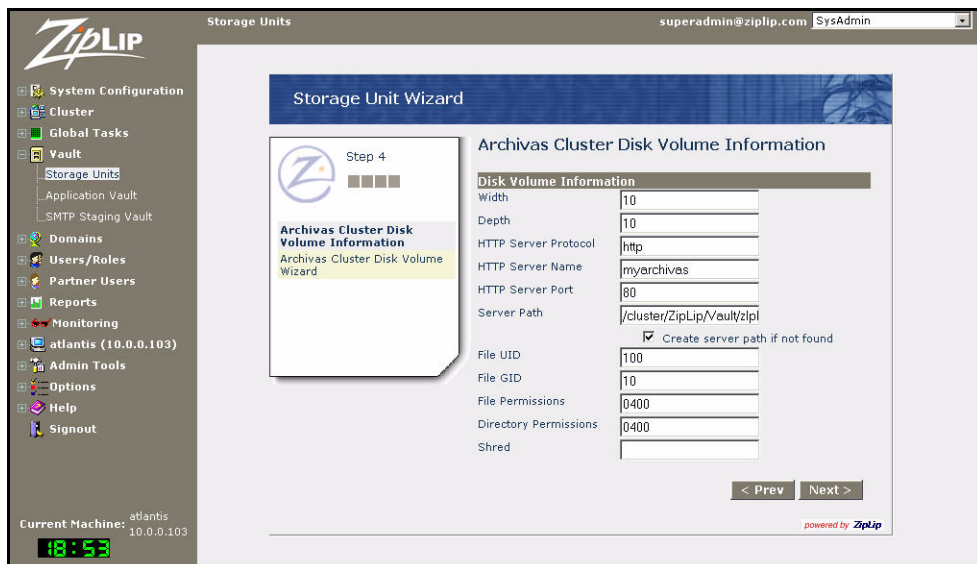 ZipLip
Storage Units
superadmin@ziplip.com SysAdmin
System Configuration
Cluster
Global Tasks
Vault
Storage Units
Application Vault
SMTP Staging Vault
Domains
Users/Roles
Partner Users
Reports
Monitoring
atlantis (10.0.0.103)
Admin Tools
Options
Help
Signout
Current Machine: atlantis
10.0.0.103
18:53
Storage Unit Wizard
Step 4
Archivas Cluster Disk
Volume Information
Archivas Cluster Disk Volume
Wizard
Archivas Cluster Disk Volume Information
Disk Volume Information
Width 10
Depth 10
HTTP Server Protocol http
HTTP Server Name myarchivas
HTTP Server Port 80
Server Path /cluster/ZipLip/Vault/zlpl
Create server path if not found
File UID 100
File GID 10
File Permissions 0400
Directory Permissions 0400
Shred
< Prev Next >
powered by ZipLip